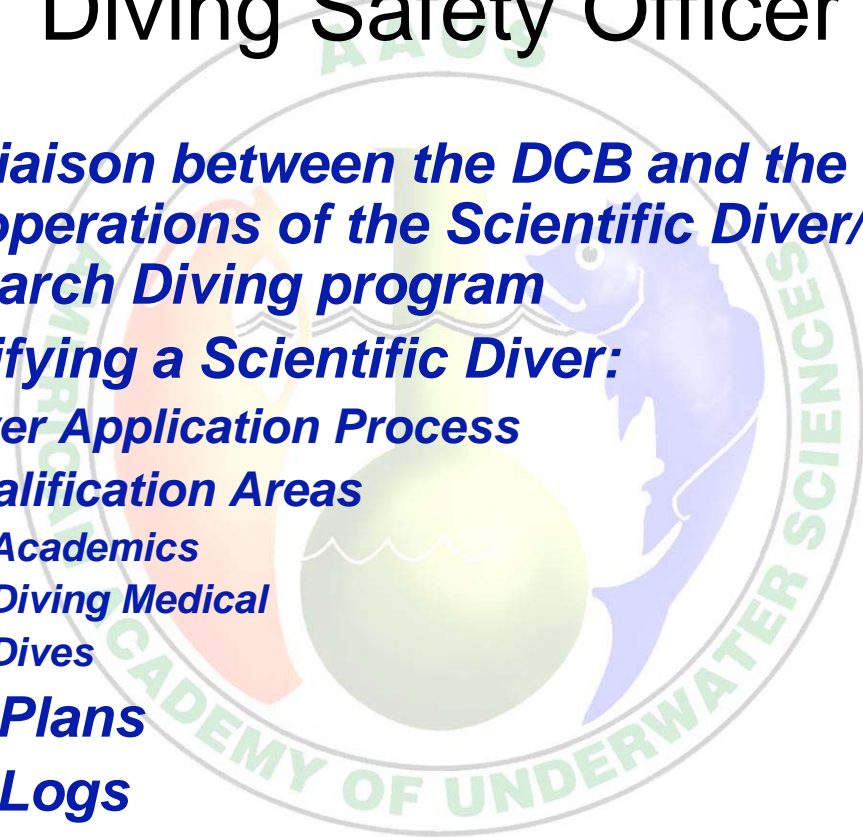 Diving Safety Officer
AAUS
iaison between the DCB and the
operations of the Scientific Diver/
arch Diving program
ifying a Scientific Diver:
er Application Process
alification Areas
Academics
Diving Medical
Dives
Plans
Logs
AMERICAN ACADEMY OF UNDERWATER SCIENCES